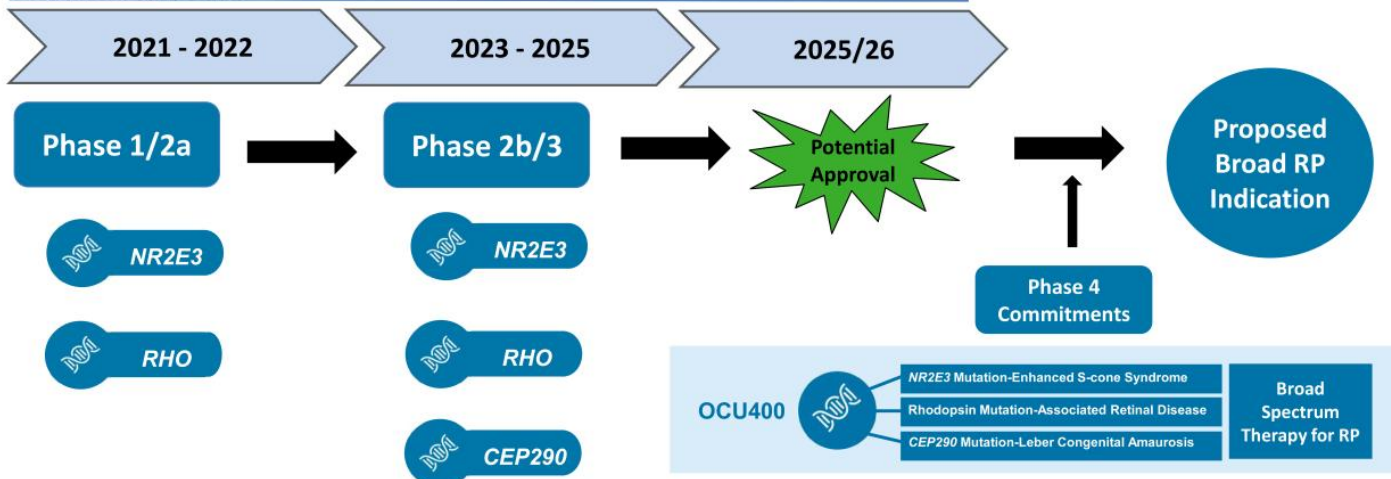 2021 - 2022
2023 - 2025
2025/26
Phase 1/2a
Phase 2b/3
Potential
Approval
Proposed
Broad RP
Indication
NR2E3
NR2E3
RHO
RHO
CEP290
Phase 4
Commitments
OCU400
NR2E3 Mutation-Enhanced S-cone Syndrome
Rhodopsin Mutation-Associated Retinal Disease
CEP290 Mutation-Leber Congenital Amaurosis
Broad
Spectrum
Therapy for RP